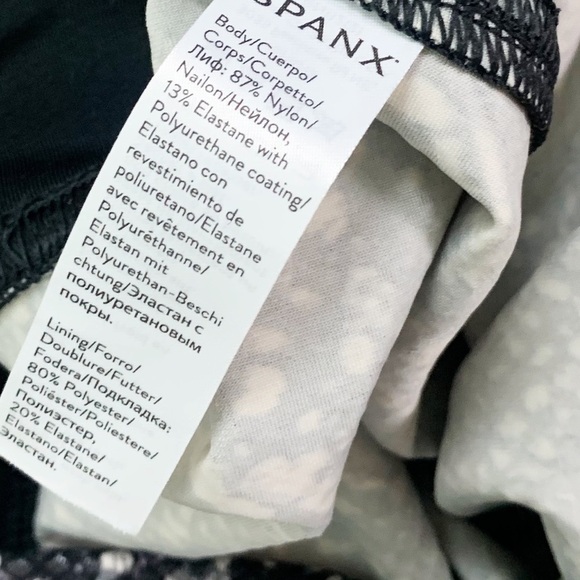 SPANX
Body/Cuerpo/
Corps/Corpetto/
Лиф: 87% Nylon/
Nailon/Нейлон,
13% Elastane with
Polyurethane coating/
Elastano con
revestimiento de
poliuretano/Elastane
avec revêtement en
Polyuréthanne/
Elastan mit
Polyurethan-Beschi
chtung/Эластан с
полиуретановым
покры.
Lining/Forro/
Doublure/Futter/
Fodera/Подкладка:
80% Polyester/
Poliéster/Poliestere/
Полиэстер,
20% Elastane/
Elastano/Elastan/
Эластан.